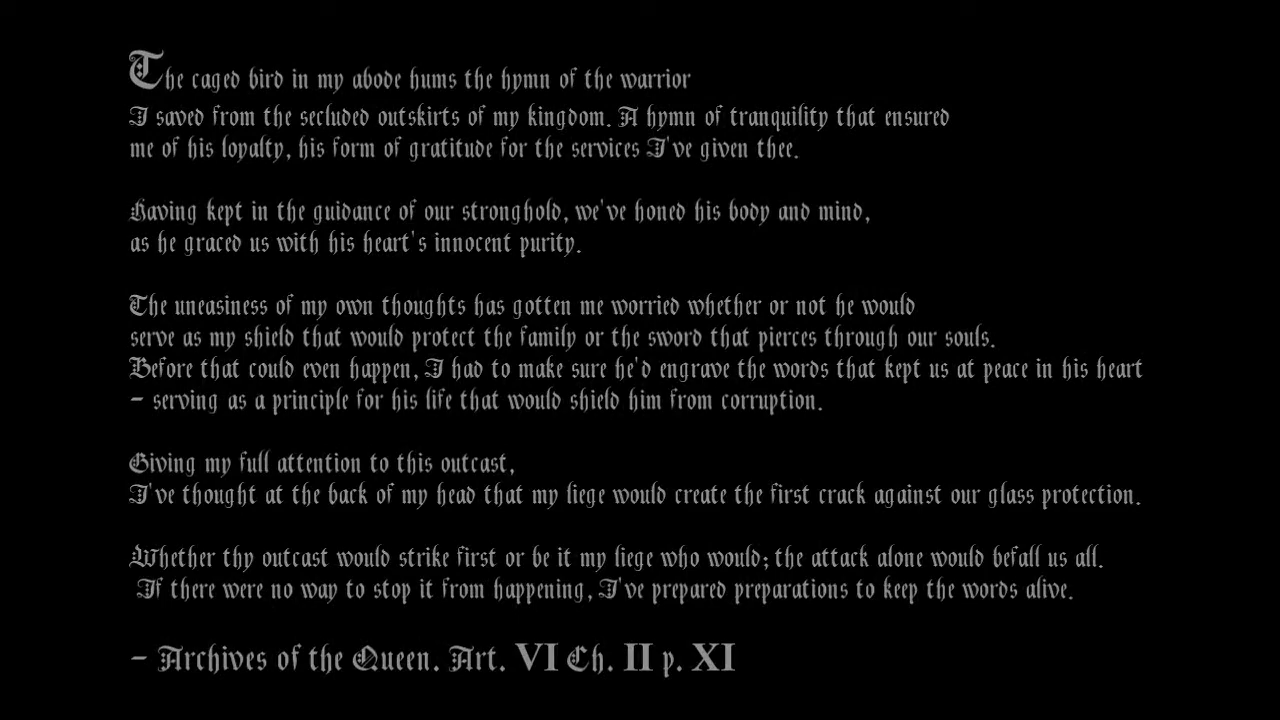 The caged bird in my abode hums the hymn of the warrior
I saved from the secluded outskirts of my kingdom. A hymn of tranquility that ensured
me of his loyalty, his form of gratitude for the services I've given thee.
Having kept in the guidance of our stronghold, we've honed his body and mind,
as he graced us with his heart's innocent purity.
The uneasiness of my own thoughts has gotten me worried whether or not he would
serve as my shield that would protect the family or the sword that pierces through our souls.
Before that could even happen, I had to make sure he'd engrave the words that kept us at peace in his heart
- serving as a principle for his life that would shield him from corruption.
Giving my full attention to this outcast,
I've thought at the back of my head that my liege would create the first crack against our glass protection.
Whether thy outcast would strike first or be it my liege who would; the attack alone would befall us all.
If there were no way to stop it from happening, I've prepared preparations to keep the words alive.
- Archives of the Queen. Art. VI Ch. II p. XI